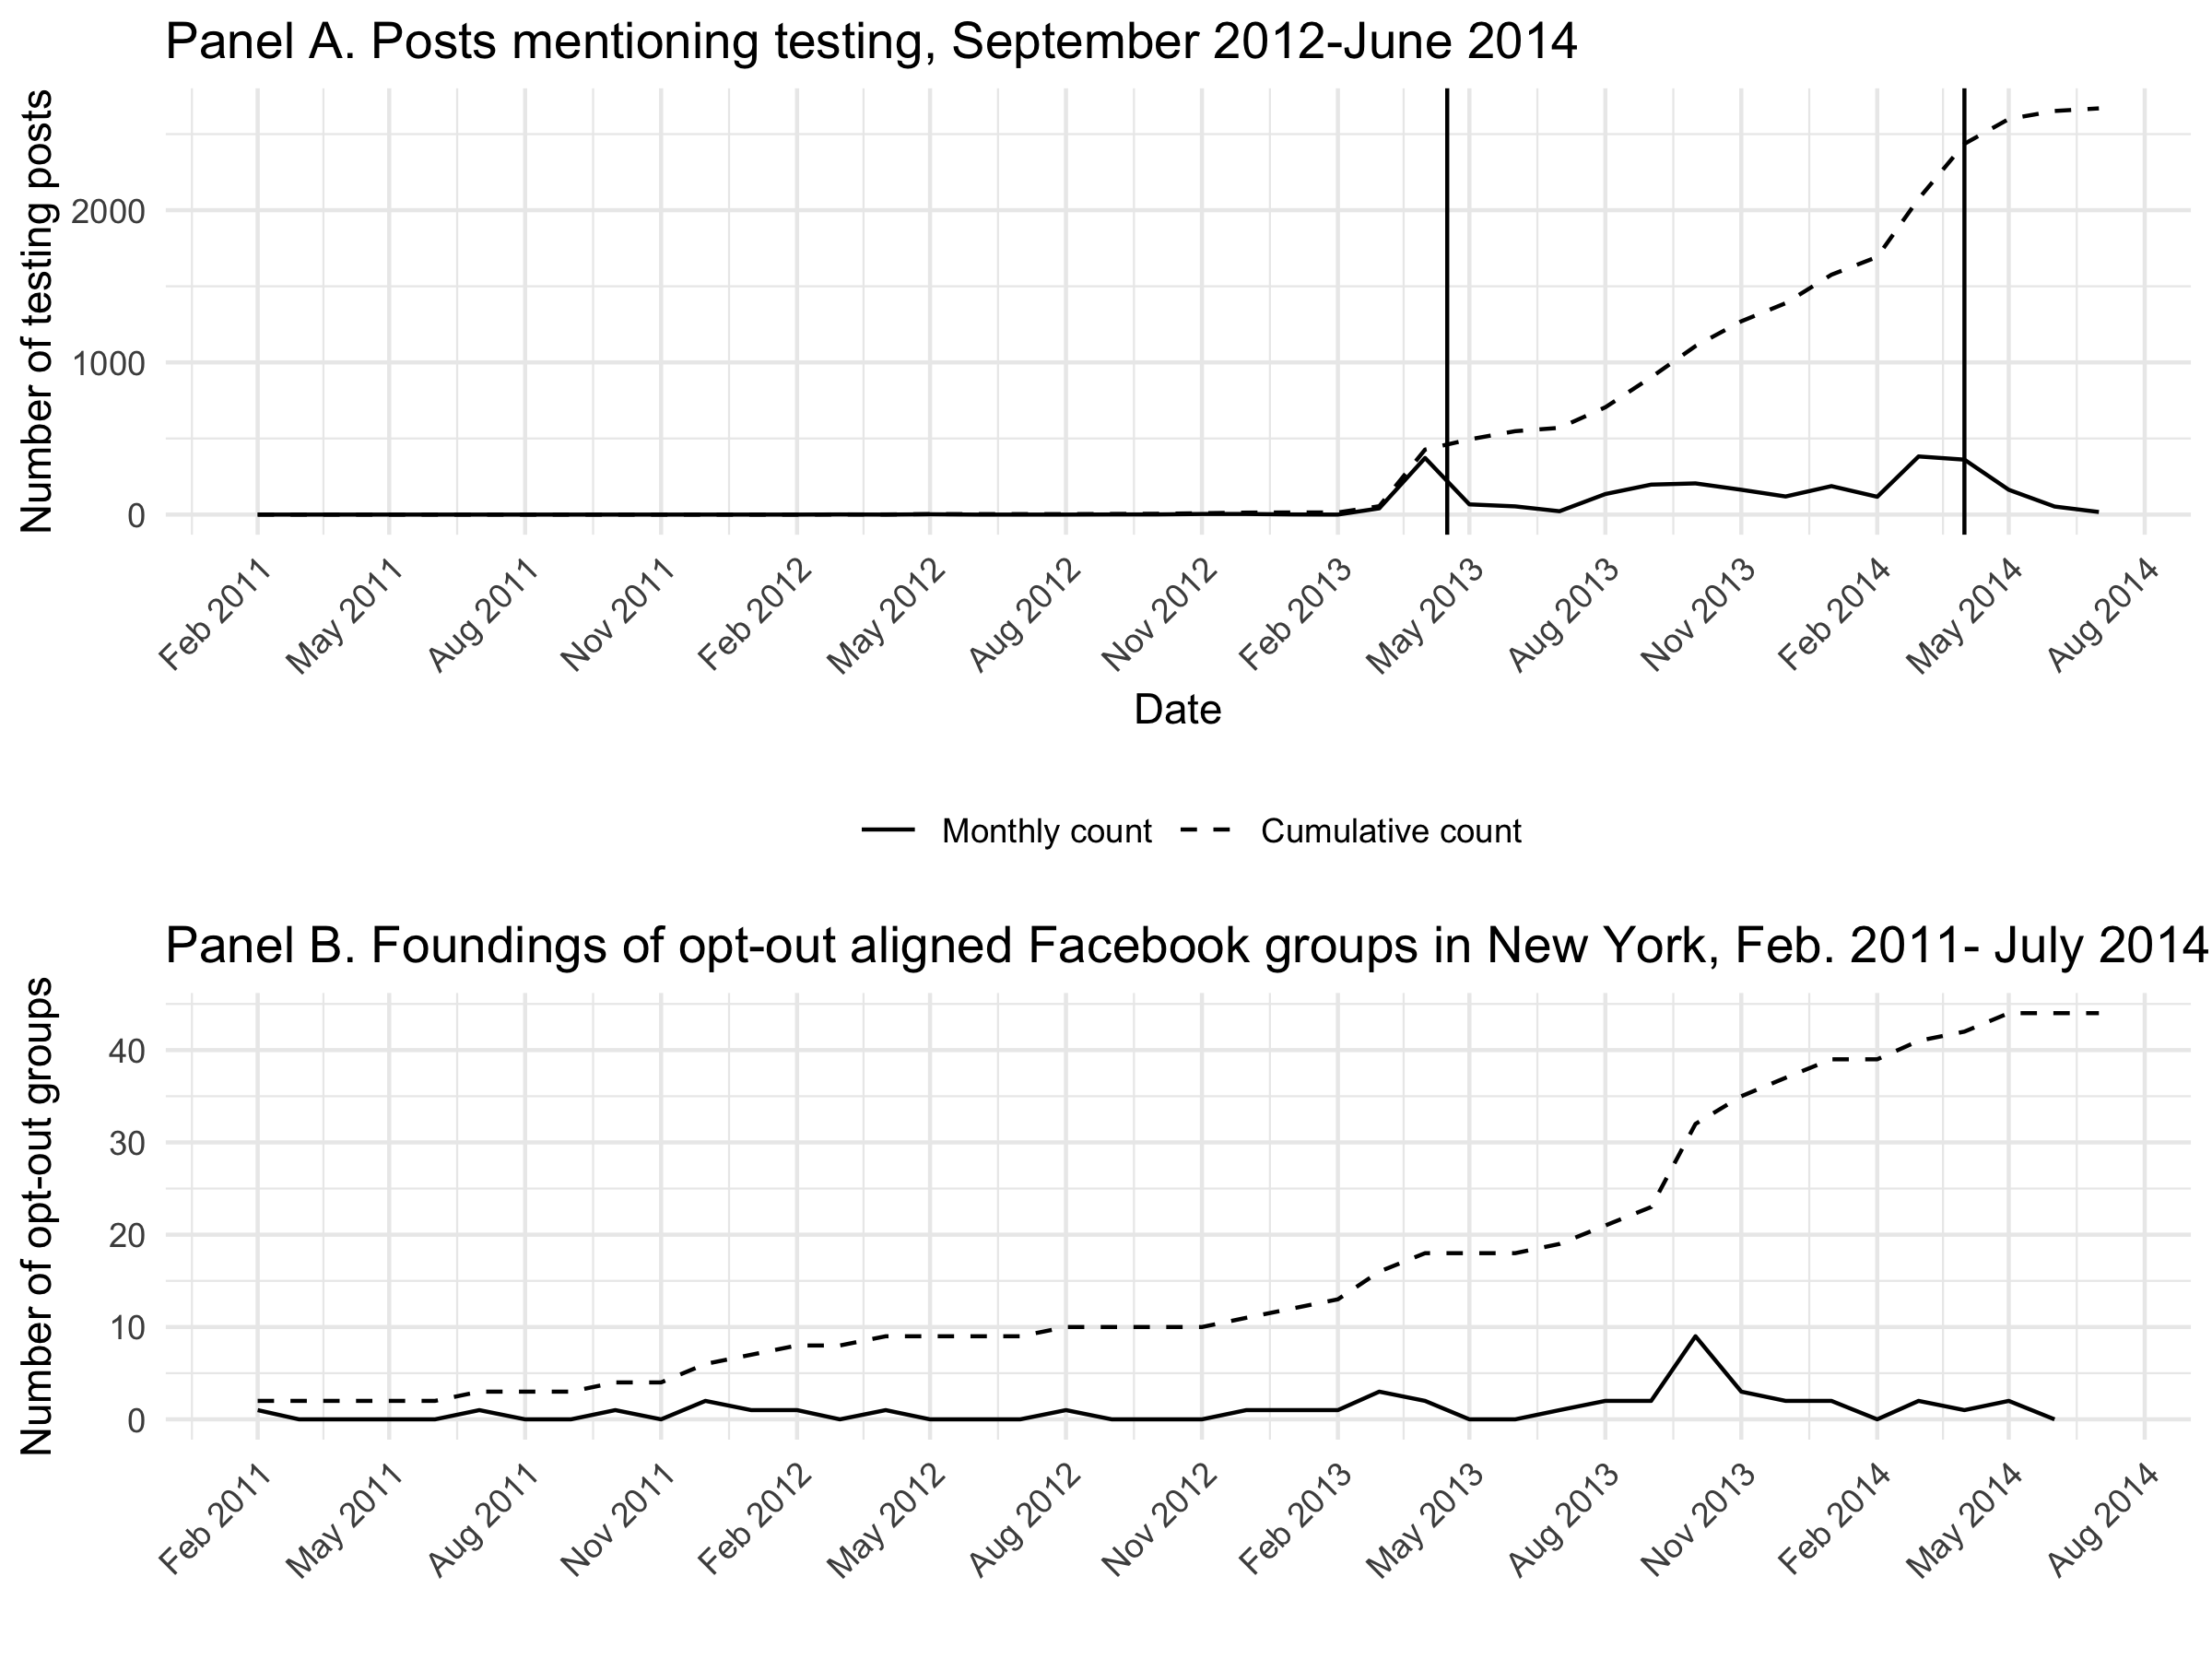 Panel A. Posts mentioning testing, September 2012-June 2014
Number of testing posts
2000
1000
0
Feb 2011
May 2011
Aug 2011
Nov 2011
Feb 2012
May 2012
Aug 2012
Nov 2012
Feb 2013
May 2013
Aug 2013
Nov 2013
Feb 2014
May 2014
Aug 2014
Date
Monthly count
Cumulative count
Panel B. Foundings of opt-out aligned Facebook groups in New York, Feb. 2011- July 2014
Number of opt-out groups
40
30
20
10
0
Feb 2011
May 2011
Aug 2011
Nov 2011
Feb 2012
May 2012
Aug 2012
Nov 2012
Feb 2013
May 2013
Aug 2013
Nov 2013
Feb 2014
May 2014
Aug 2014